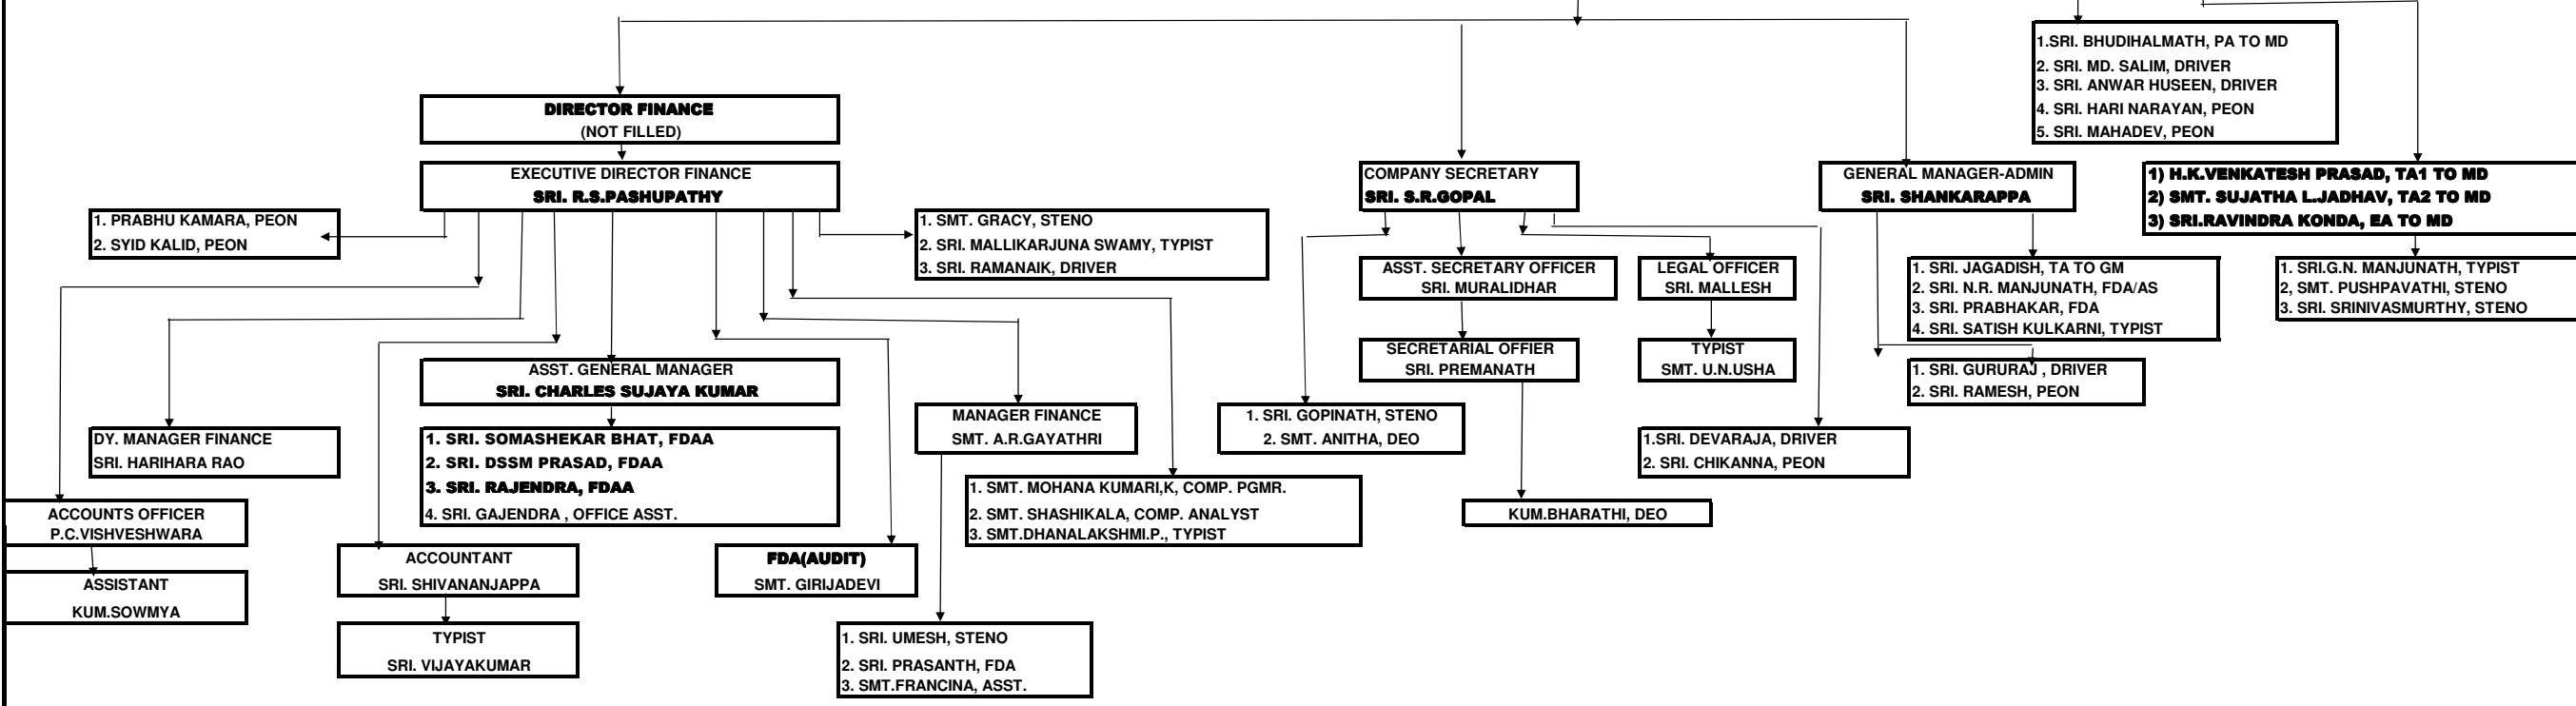 1.SRI. BHUDIHALMATH, PA TO MD
2. SRI. MD. SALIM, DRIVER
3. SRI. ANWAR HUSEEN, DRIVER
4. SRI. HARI NARAYAN, PEON
5. SRI. MAHADEV, PEON
DIRECTOR FINANCE
(NOT FILLED)
EXECUTIVE DIRECTOR FINANCE
SRI. R.S.PASHUPATHY
COMPANY SECRETARY
SRI. S.R.GOPAL
GENERAL MANAGER-ADMIN
SRI. SHANKARAPPA
1) H.K.VENKATESH PRASAD, TA1 TO MD
2) SMT. SUJATHA L.JADHAV, TA2 TO MD
3) SRI.RAVINDRA KONDA, EA TO MD
1. PRABHU KAMARA, PEON
2. SYID KALID, PEON
1. SMT. GRACY, STENO
2. SRI. MALLIKARJUNA SWAMY, TYPIST
3. SRI. RAMANAIK, DRIVER
ASST. SECRETARY OFFICER
SRI. MURALIDHAR
LEGAL OFFICER
SRI. MALLESH
1. SRI. JAGADISH, TA TO GM
2. SRI. N.R. MANJUNATH, FDA/AS
3. SRI. PRABHAKAR, FDA
4. SRI. SATISH KULKARNI, TYPIST
1. SRI.G.N. MANJUNATH, TYPIST
2, SMT. PUSHPAVATHI, STENO
3. SRI. SRINIVASMURTHY, STENO
SECRETARIAL OFFIER
SRI. PREMANATH
TYPIST
SMT. U.N.USHA
1. SRI. GURURAJ , DRIVER
2. SRI. RAMESH, PEON
ASST. GENERAL MANAGER
SRI. CHARLES SUJAYA KUMAR
MANAGER FINANCE
SMT. A.R.GAYATHRI
1. SRI. GOPINATH, STENO
2. SMT. ANITHA, DEO
DY. MANAGER FINANCE
SRI. HARIHARA RAO
1. SRI. SOMASHEKAR BHAT, FDAA
2. SRI. DSSM PRASAD, FDAA
3. SRI. RAJENDRA, FDAA
4. SRI. GAJENDRA , OFFICE ASST.
1.SRI. DEVARAJA, DRIVER
2. SRI. CHIKANNA, PEON
1. SMT. MOHANA KUMARI,K, COMP. PGMR.
2. SMT. SHASHIKALA, COMP. ANALYST
3. SMT.DHANALAKSHMI.P., TYPIST
KUM.BHARATHI, DEO
ACCOUNTS OFFICER
P.C.VISHVESHWARA
ACCOUNTANT
SRI. SHIVANANJAPPA
FDA(AUDIT)
SMT. GIRIJADEVI
ASSISTANT
KUM.SOWMYA
TYPIST
SRI. VIJAYAKUMAR
1. SRI. UMESH, STENO
2. SRI. PRASANTH, FDA
3. SMT.FRANCINA, ASST.